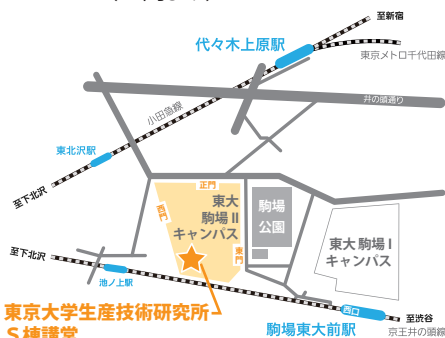 至新宿
代々木上原駅
東京メトロ千代田線
井の頭通り
小田急線
東北沢駅
至下北沢
正門
西門
東大
駒場Ⅱ
キャンパス
東門
駒場
公園
東大 駒場Ⅰ
キャンパス
至下北沢
池ノ上駅
東京大学生産技術研究所
S棟講堂
西口
駒場東大前駅
至渋谷
京王井の頭線